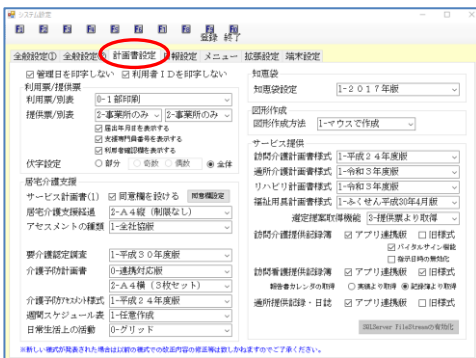 システム設定
登録 終了
全般設定① 全般設定② 計画書設定 日報設定 メニュー 拡張設定 端末設定
☑ 管理日を印字しない ☑ 利用者IDを印字しない
利用票/提供票
利用票/別表 0-1部印刷
提供票/別表 2-事業所のみ 2-事業所のみ
☑ 届出年月日を表示する
☑ 支援専門員番号を表示する
☑ 利用者確認欄を表示する
伏字設定 ○ 部分 ○ 奇数 ○ 偶数 ◉ 全体
居宅介護支援
サービス計画書(1) ☑ 同意欄を設ける 同意欄設定
居宅介護支援経過 2-A4縦 (制限なし)
アセスメントの種類 1-全社協版
要介護認定調査 1-平成30年度版
介護予防計画書 0-連携対応版
2-A4横 (3枚セット)
介護予防アセスメント様式 1-平成24年度版
週間スケジュール表 1-任意作成
日常生活上の活動 0-グリッド
知恵袋
知恵袋設定 1-2017年版
図形作成
図形作成方法 1-マウスで作成
サービス提供
訪問介護計画書様式 1-平成24年度版
通所介護計画書様式 1-令和3年度版
リハビリ計画書様式 1-令和3年度版
福祉用具計画書様式 1-ふくせん平成30年4月版
選定提案取得機能 3-提供票より取得
訪問介護提供記録簿 ☑ アプリ連携版 ☐ 旧様式
☑ バイタルサイン機能
☐ 指示日時の無効化
訪問看護提供記録簿 ☑ アプリ連携版 ☑ 旧様式
報告書カレンダの取得 ○ 実績より取得 ◉ 記録簿より取得
通所提供記録・日誌 ☑ アプリ連携版 ☐ 旧様式
SQLServer FileStreamの有効化
※新しい様式が発表された場合は以前の様式での改正内容の修正等は致しかねますのでご了承ください。